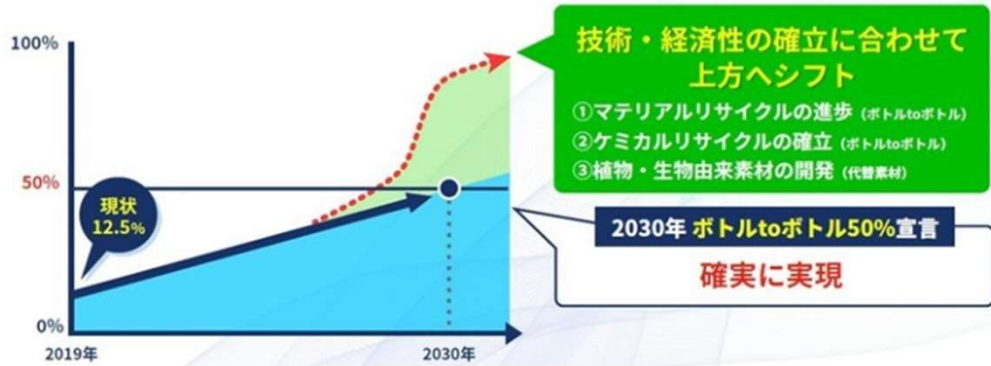 100%
50%
0%
現状
12.5%
2019年
2030年
技術・経済性の確立に合わせて
上方へシフト
①マテリアルリサイクルの進歩（ボトルtoボトル）
②ケミカルリサイクルの確立（ボトルtoボトル）
③植物・生物由来素材の開発（代替素材）
2030年 ボトルtoボトル50%宣言
確実に実現